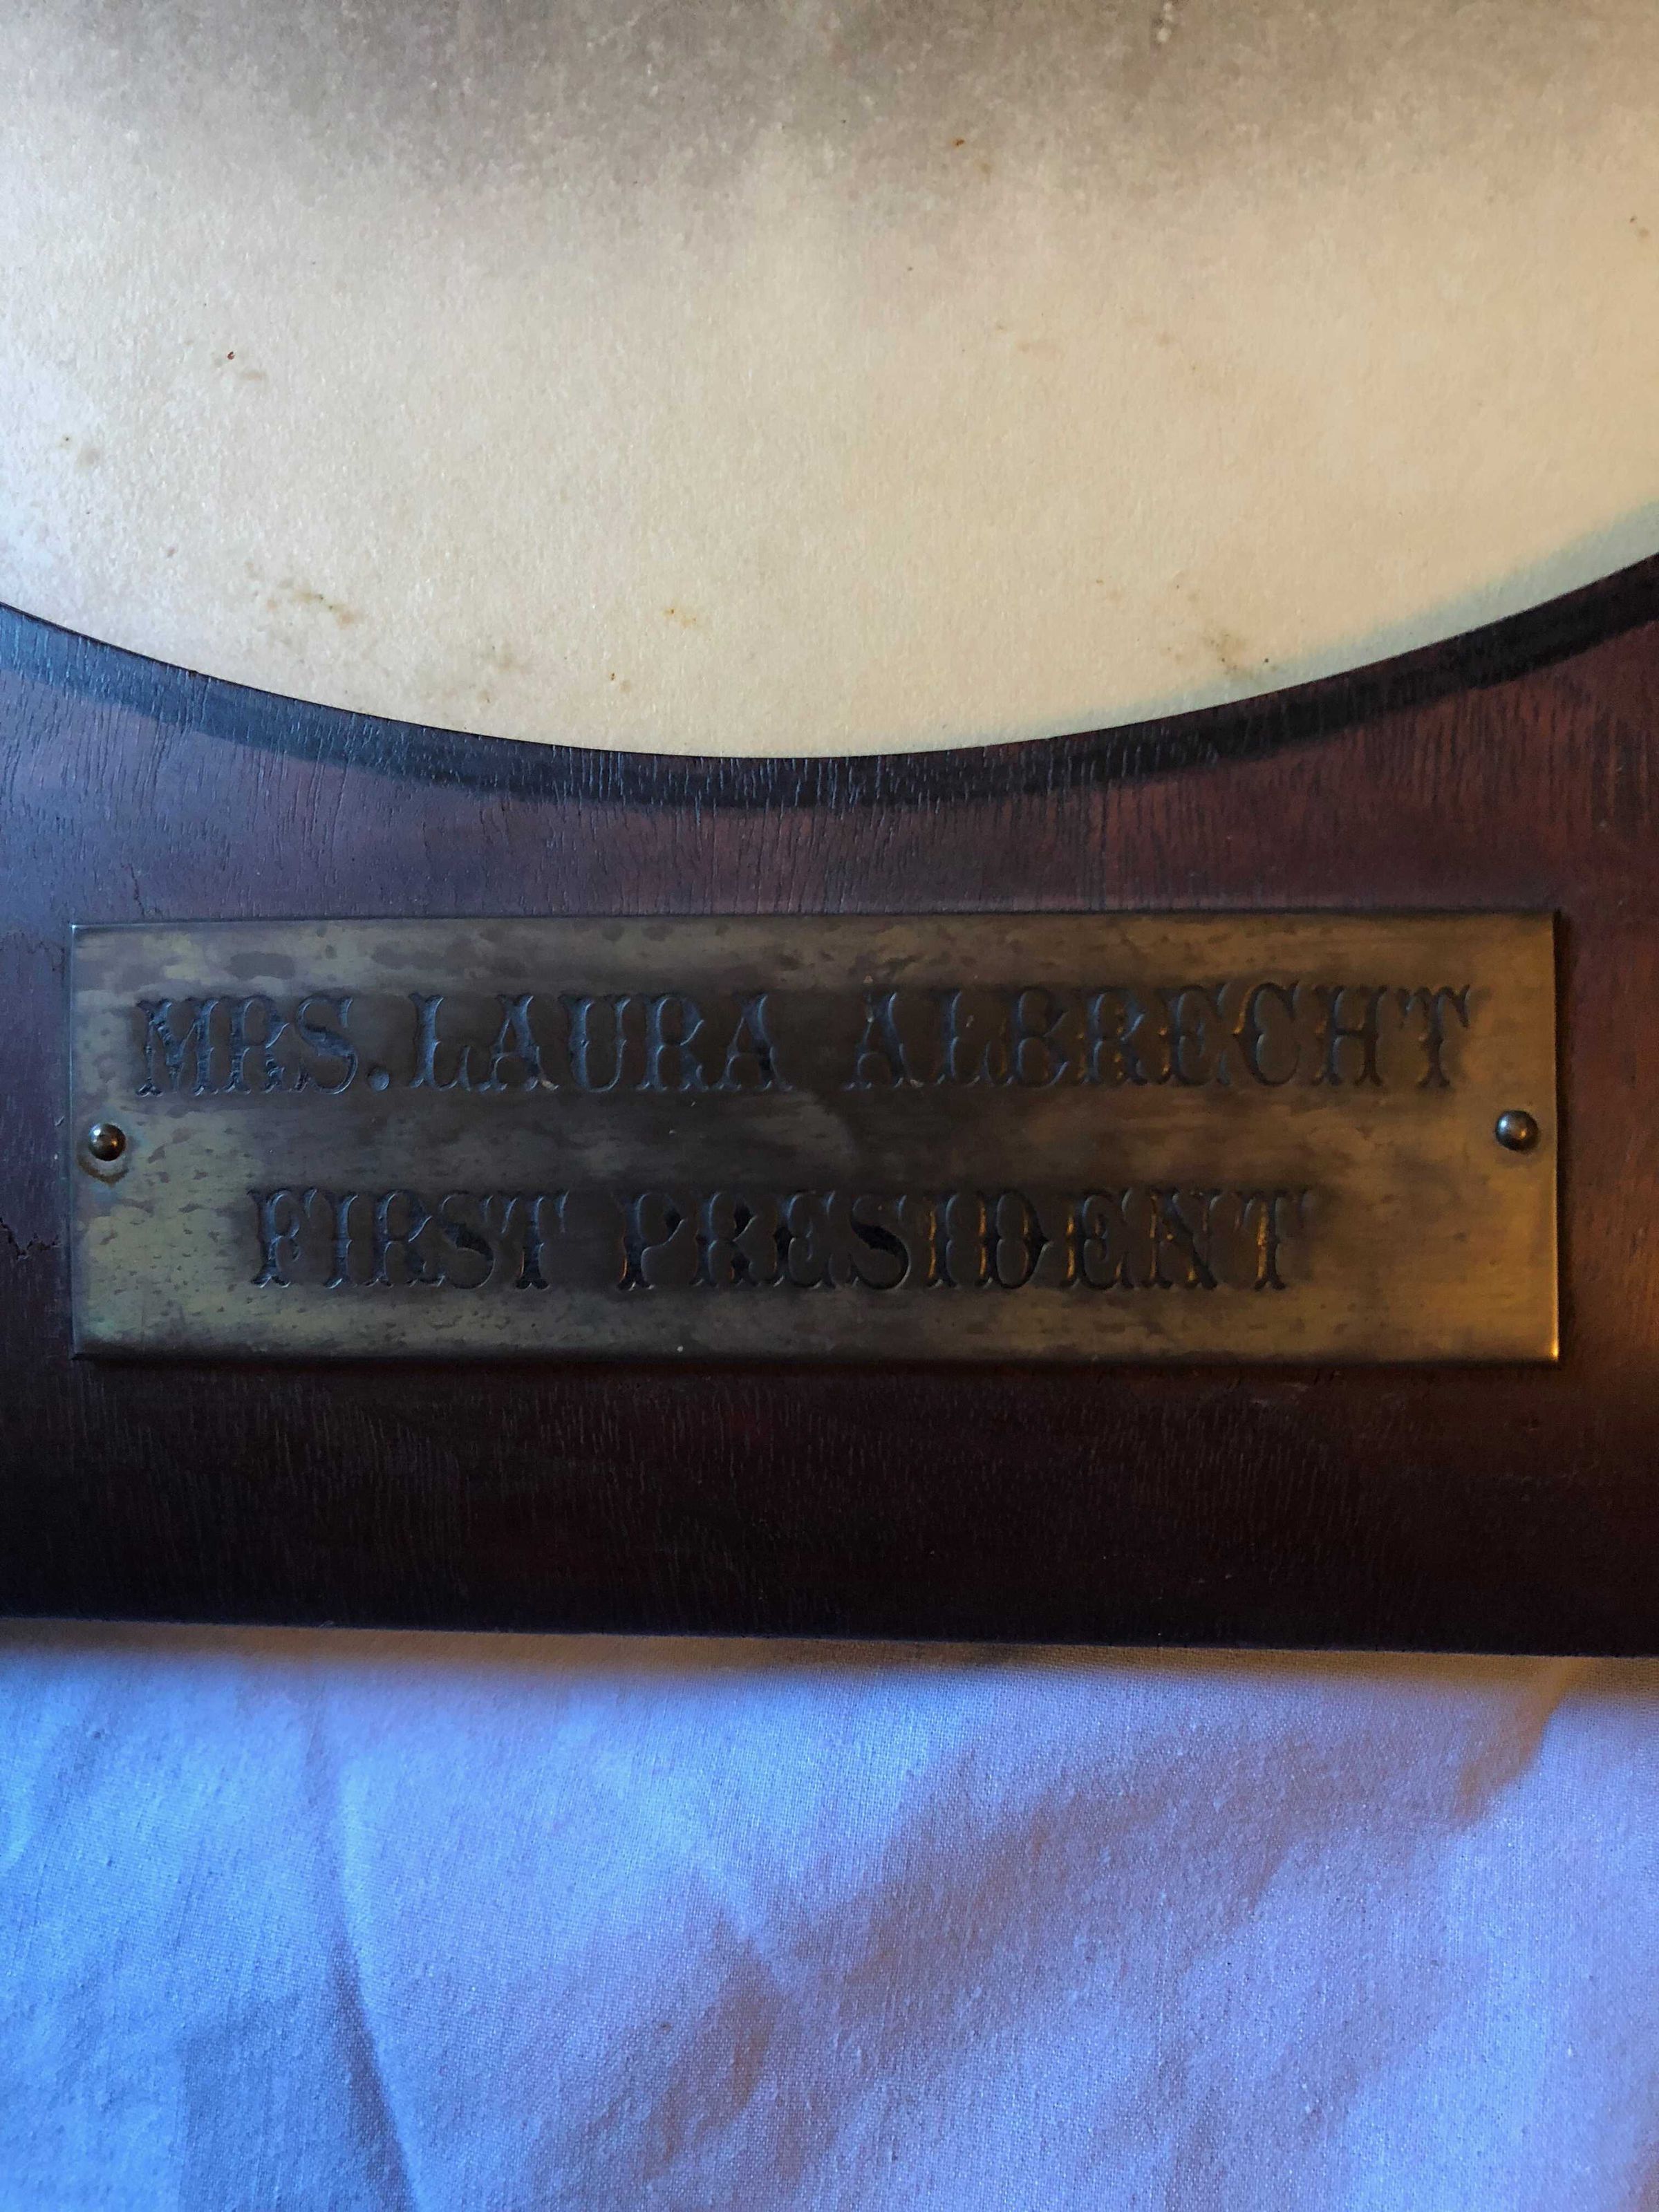 MRS. LAURA ALBRECHT
FIRST PRESIDENT